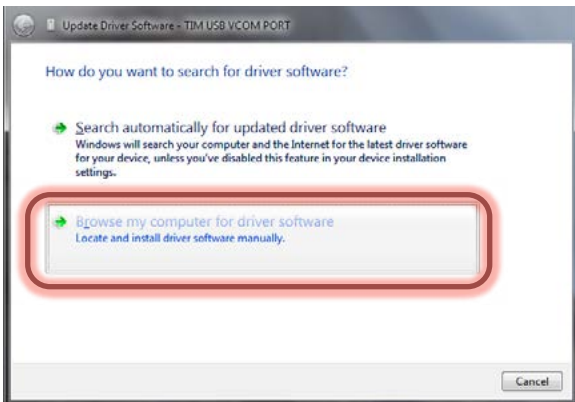 Update Driver Software - TIM USB VCOM PORT
How do you want to search for driver software?
Search automatically for updated driver software
Windows will search your computer and the Internet for the latest driver software
for your device, unless you've disabled this feature in your device installation
settings.
Browse my computer for driver software
Locate and install driver software manually.
Cancel